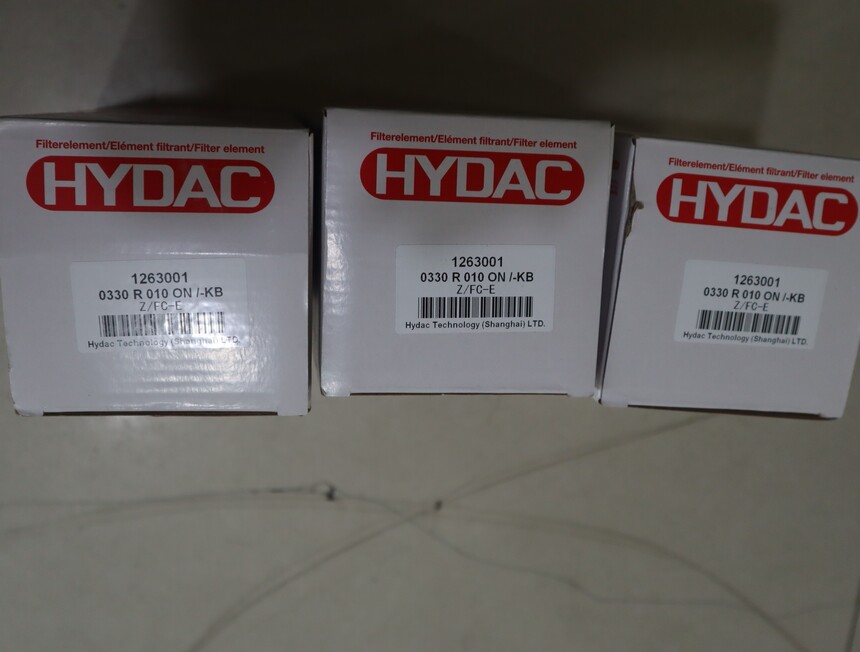 Filterelement/Elément filtrant/Filter element
HYDAC
1263001
0330 R 010 ON /-KB
Z/FC-E
Hydac Technology (Shanghai) LTD.
Filterelement/Elément filtrant/Filter element
HYDAC
1263001
0330 R 010 ON /-KB
Z/FC-E
Hydac Technology (Shanghai) LTD.
Filterelement/Elément filtrant/Filter element
HYDAC
1263001
0330 R 010 ON /-KB
Z/FC-E
Hydac Technology (Shanghai) LTD.